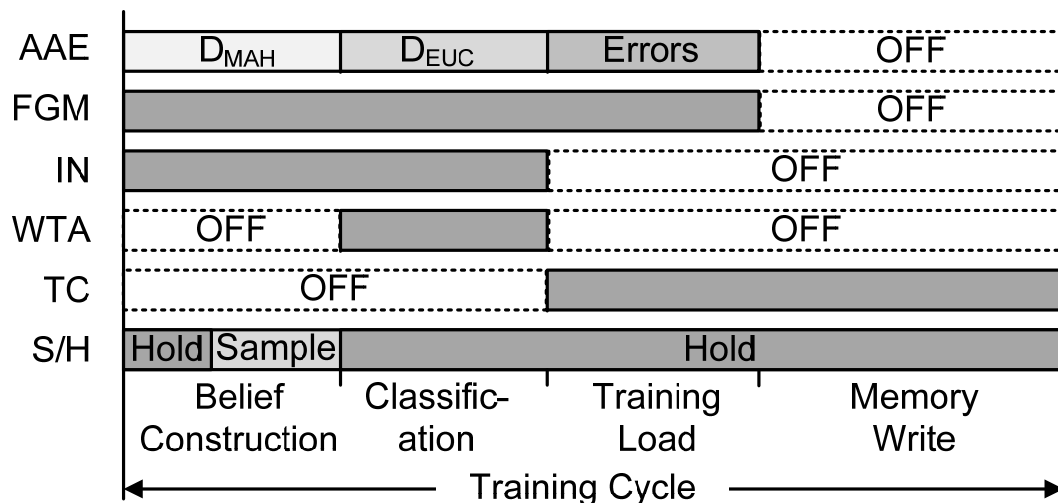 AAE D_MAH D_EUC Errors OFF
FGM OFF
IN OFF
WTA OFF OFF
TC OFF
S/H Hold Sample Hold
Belief Classific- Training Memory
Construction ation Load Write
Training Cycle